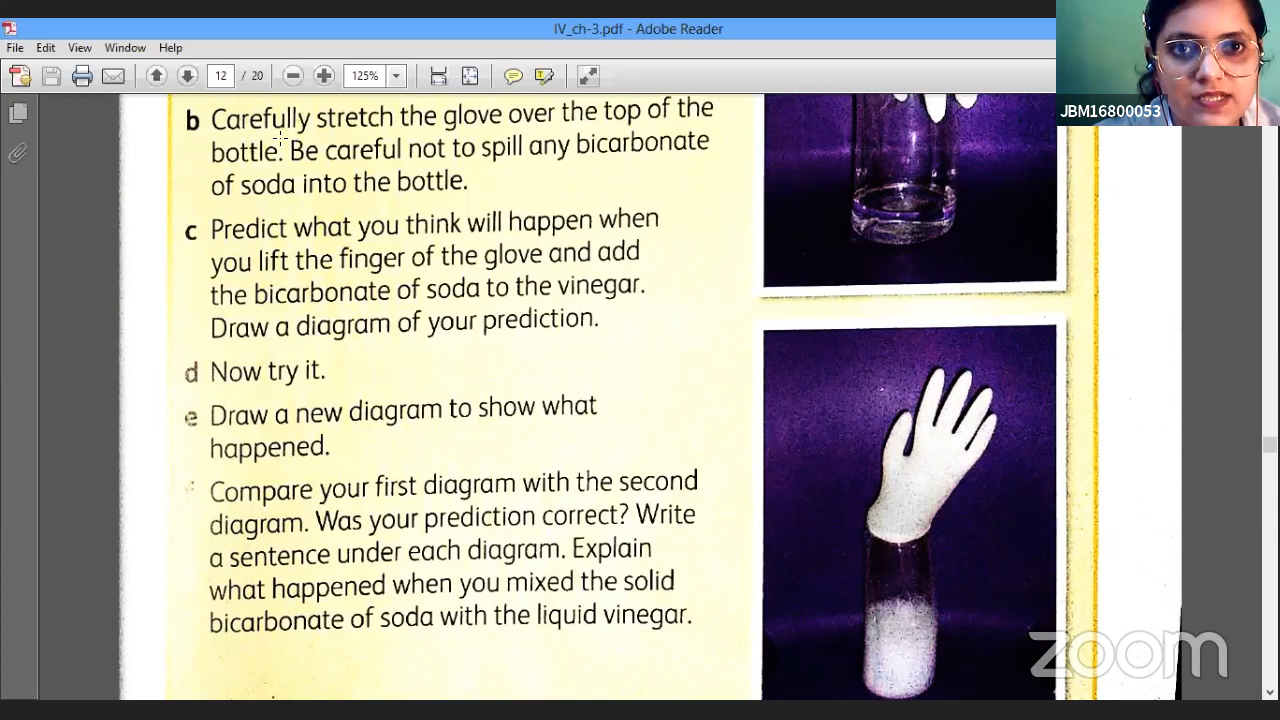 IV_ch-3.pdf - Adobe Reader
File Edit View Window Help
12 / 20 125%
JBM16800053
b Carefully stretch the glove over the top of the
bottle. Be careful not to spill any bicarbonate
of soda into the bottle.
c Predict what you think will happen when
you lift the finger of the glove and add
the bicarbonate of soda to the vinegar.
Draw a diagram of your prediction.
d Now try it.
e Draw a new diagram to show what
happened.
Compare your first diagram with the second
diagram. Was your prediction correct? Write
a sentence under each diagram. Explain
what happened when you mixed the solid
bicarbonate of soda with the liquid vinegar.
zoom